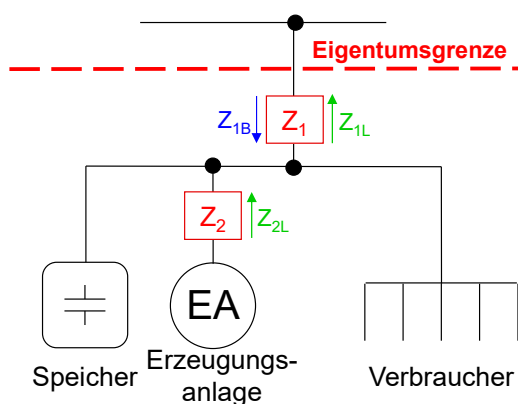 Eigentumsgrenze
Z1B
Z1
Z1L
Z2
Z2L
EA
Speicher
Erzeugungs-
anlage
Verbraucher